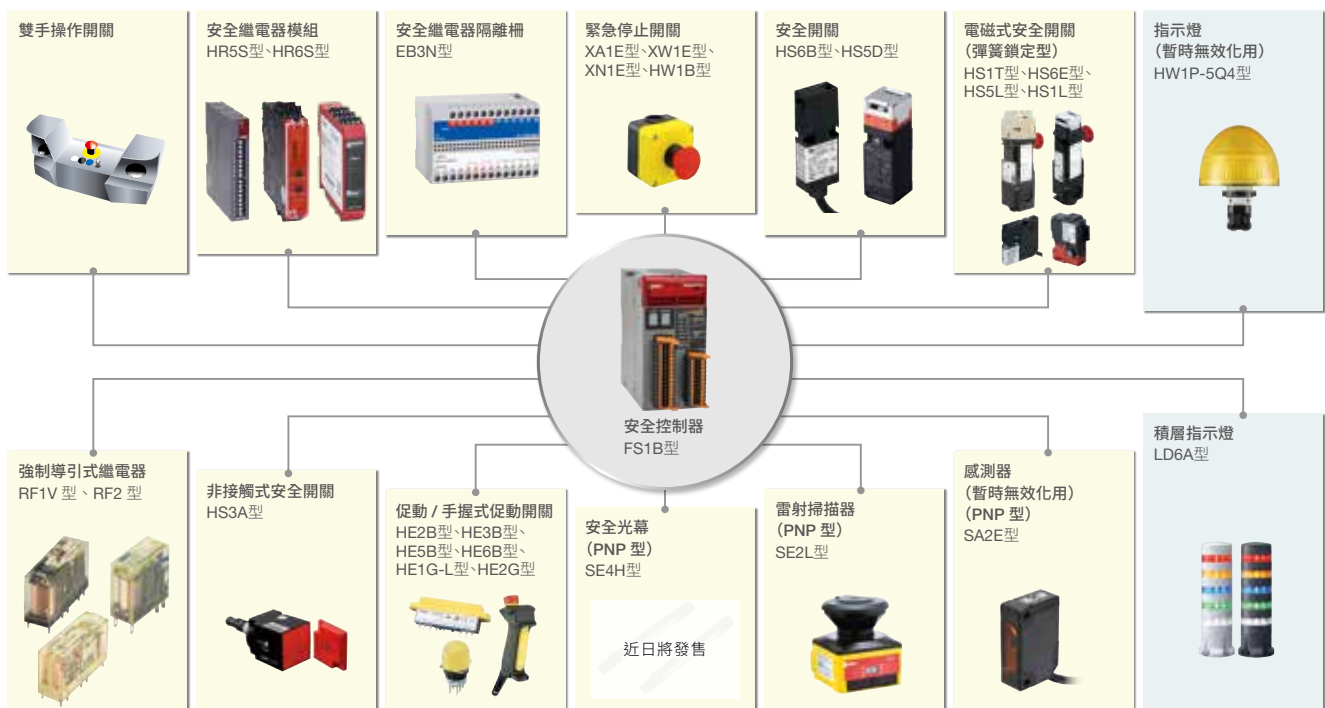 雙手操作開關
安全繼電器模組
HR5S型、HR6S型
安全繼電器隔離柵
EB3N型
緊急停止開關
XA1E型、XW1E型、
XN1E型、HW1B型
安全開關
HS6B型、HS5D型
電磁式安全開關
（彈簧鎖定型）
HS1T型、HS6E型、
HS5L型、HS1L型
指示燈
（暫時無效化用）
HW1P-5Q4型
安全控制器
FS1B型
強制導引式繼電器
RF1V 型、RF2 型
非接觸式安全開關
HS3A型
促動 / 手握式促動開關
HE2B型、HE3B型、
HE5B型、HE6B型、
HE1G-L型、HE2G型
安全光幕
（PNP 型）
SE4H型
近日將發售
雷射掃描器
（PNP 型）
SE2L型
感測器
（暫時無效化用）
（PNP 型）
SA2E型
積層指示燈
LD6A型